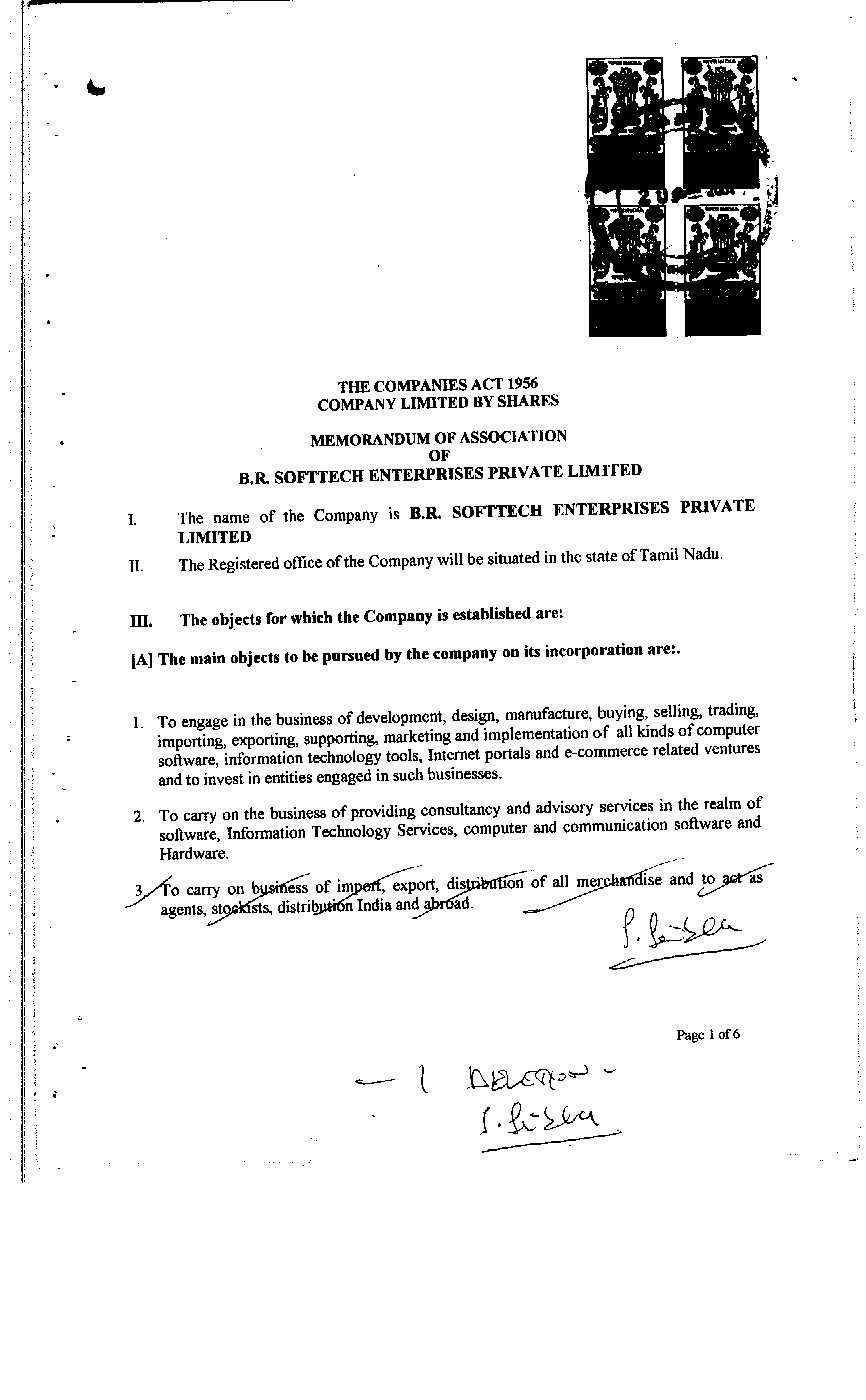 THE COMPANIES ACT 1956
COMPANY LIMITED BY SHARES
MEMORANDUM OF ASSOCIATION
OF
B.R. SOFTTECH ENTERPRISES PRIVATE LIMITED
I. The name of the Company is B.R. SOFTTECH ENTERPRISES PRIVATE
LIMITED
II. The Registered office of the Company will be situated in the state of Tamil Nadu.
III. The objects for which the Company is established are:
[A] The main objects to be pursued by the company on its incorporation are:.
1. To engage in the business of development, design, manufacture, buying, selling, trading,
importing, exporting, supporting, marketing and implementation of all kinds of computer
software, information technology tools, Internet portals and e-commerce related ventures
and to invest in entities engaged in such businesses.
2. To carry on the business of providing consultancy and advisory services in the realm of
software, Information Technology Services, computer and communication software and
Hardware.
3. To carry on business of import, export, distribution of all merchandise and to act as
agents, stockists, distribution India and abroad.
Page 1 of 6
— 1 DELETION -